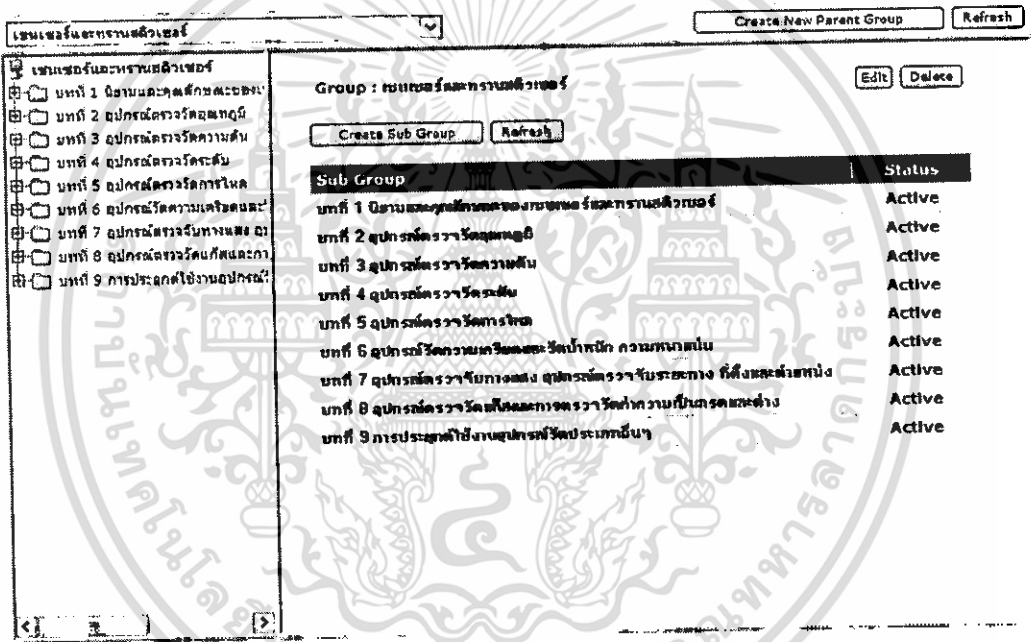 เซนเซอร์และทรานสดิวเซอร์
Create New Parent Group
Refresh
เซนเซอร์และทรานสดิวเซอร์
บทที่ 1 นิยามและคุณลักษณะของเ
บทที่ 2 อุปกรณ์ตรวจวัดอุณหภูมิ
บทที่ 3 อุปกรณ์ตรวจวัดความดัน
บทที่ 4 อุปกรณ์ตรวจวัดระดับ
บทที่ 5 อุปกรณ์ตรวจวัดการไหล
บทที่ 6 อุปกรณ์วัดความเครียดและ
บทที่ 7 อุปกรณ์ตรวจจับทางแสง อุ
บทที่ 8 อุปกรณ์ตรวจวัดแก๊สและกา
บทที่ 9 การประยุกต์ใช้งานอุปกรณ์
Group : เซนเซอร์และทรานสดิวเซอร์
Edit
Delete
Create Sub Group
Refresh
Sub Group Status
บทที่ 1 นิยามและคุณลักษณะของเซนเซอร์และทรานสดิวเซอร์ Active
บทที่ 2 อุปกรณ์ตรวจวัดอุณหภูมิ Active
บทที่ 3 อุปกรณ์ตรวจวัดความดัน Active
บทที่ 4 อุปกรณ์ตรวจวัดระดับ Active
บทที่ 5 อุปกรณ์ตรวจวัดการไหล Active
บทที่ 6 อุปกรณ์วัดความเครียดและวัดน้ำหนัก ความหนาแน่น Active
บทที่ 7 อุปกรณ์ตรวจจับทางแสง อุปกรณ์ตรวจจับระยะทาง ที่ตั้งและตำแหน่ง Active
บทที่ 8 อุปกรณ์ตรวจวัดแก๊สและการตรวจวัดค่าความเป็นกรดและด่าง Active
บทที่ 9 การประยุกต์ใช้งานอุปกรณ์วัดประเภทอื่นๆ Active